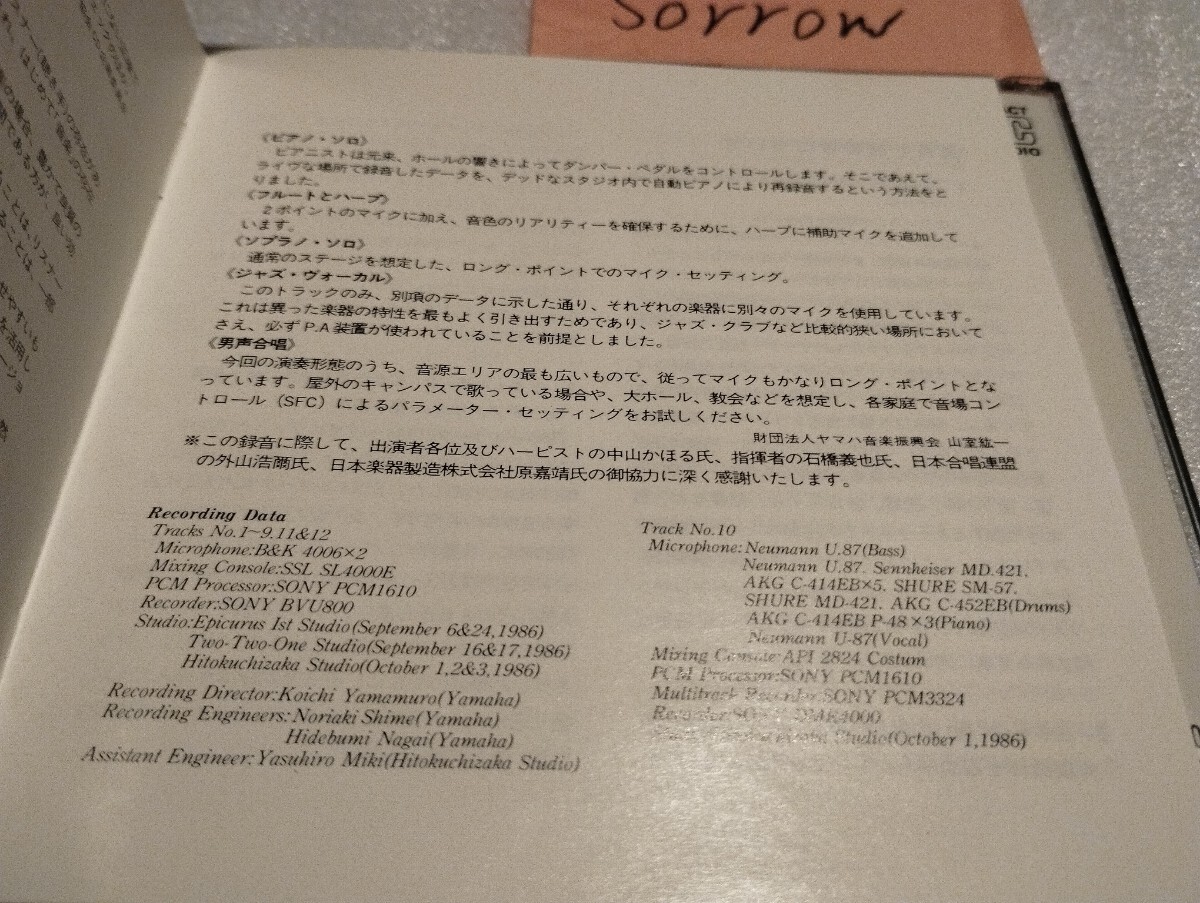 Sorrow
《ピアノ・ソロ》
ピアニストは元来、ホールの響きによってダンパー・ペダルをコントロールします。そこであえて、
ライヴな場所で録音したデータを、デッドなスタジオ内で自動ピアノにより再録音するという方法をと
りました。
《フルートとハープ》
2ポイントのマイクに加え、音色のリアリティーを確保するために、ハープに補助マイクを追加して
います。
《ソプラノ・ソロ》
通常のステージを想定した、ロング・ポイントでのマイク・セッティング。
《ジャズ・ヴォーカル》
このトラックのみ、別項のデータに示した通り、それぞれの楽器に別々のマイクを使用しています。
これは異った楽器の特性を最もよく引き出すためであり、ジャズ・クラブなど比較的狭い場所において
さえ、必ずP.A装置が使われていることを前提としました。
《男声合唱》
今回の演奏形態のうち、音源エリアの最も広いもので、従ってマイクもかなりロング・ポイントとな
っています。屋外のキャンパスで歌っている場合や、大ホール、教会などを想定し、各家庭で音場コン
トロール（SFC）によるパラメーター・セッティングをお試しください。
財団法人ヤマハ音楽振興会 山室紘一
※この録音に際して、出演者各位及びハーピストの中山かほる氏、指揮者の石橋義也氏、日本合唱連盟
の外山浩爾氏、日本楽器製造株式会社原嘉靖氏の御協力に深く感謝いたします。
Recording Data
Tracks No.1~9.11&12
Microphone:B&K 4006×2
Mixing Console:SSL SL4000E
PCM Processor:SONY PCM1610
Recorder:SONY BVU800
Studio:Epicurus Ist Studio(September 6&24,1986)
Two-Two-One Studio(September 16&17,1986)
Hitokuchizaka Studio(October 1,2&3,1986)
Recording Director:Koichi Yamamuro(Yamaha)
Recording Engineers:Noriaki Shime(Yamaha)
Hidebumi Nagai(Yamaha)
Assistant Engineer:Yasuhiro Miki(Hitokuchizaka Studio)
Track No.10
Microphone:Neumann U.87(Bass)
Neumann U.87. Sennheiser MD.421.
AKG C-414EB×5. SHURE SM-57.
SHURE MD-421. AKG C-452EB(Drums)
AKG C-414EB P-48×3(Piano)
Neumann U-87(Vocal)
Mixing Console:API 2824 Costum
PCM Processor:SONY PCM1610
Multitrack Recorder:SONY PCM3324
Recorder:SONY DMR4000
Studio(October 1,1986)